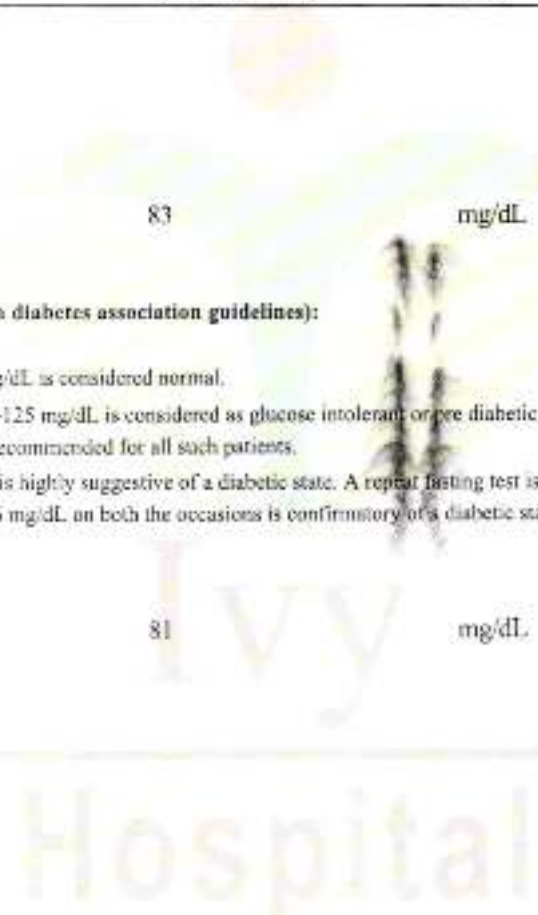 83 mg/dL
diabetes association guidelines):
g/dL is considered normal.
-125 mg/dL is considered as glucose intolerant or pre diabetic
recommended for all such patients.
is highly suggestive of a diabetic state. A repeat fasting test is
mg/dL on both the occasions is confirmatory of a diabetic sta
81 mg/dL
Ivy
Hospital